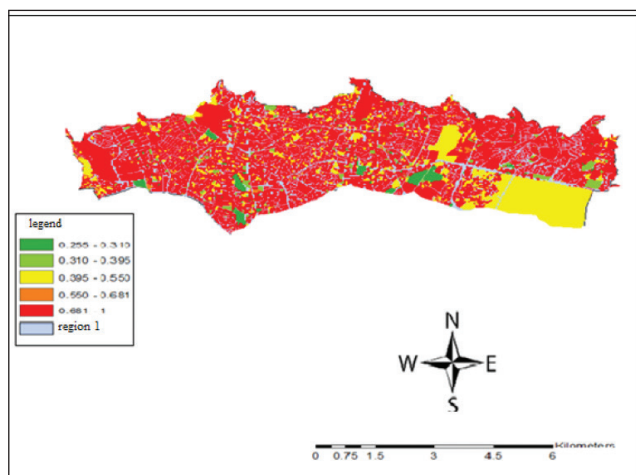 legend
0.255 - 0.310
0.310 - 0.395
0.395 - 0.550
0.550 - 0.681
0.681 1
region 1
N
W E
S
Kilometers
0 0.75 1.5 3 4.5 6